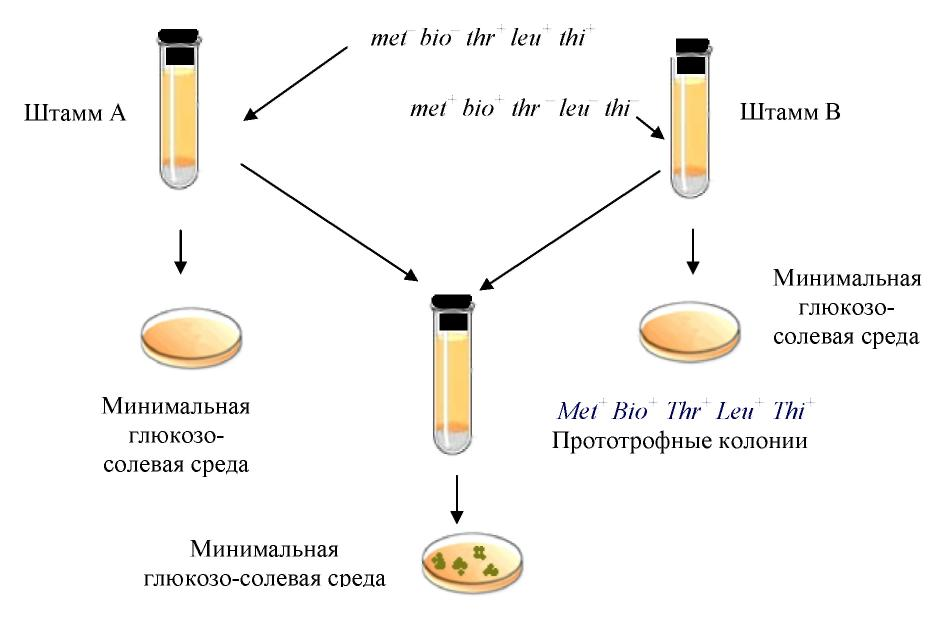 met⁻ bio⁻ thr⁺ leu⁺ thi⁺
Штамм А
met⁺ bio⁺ thr⁻ leu⁻ thi⁻
Штамм В
Минимальная
глюкозо-
солевая среда
Минимальная
глюкозо-
солевая среда
Met⁺ Bio⁺ Thr⁺ Leu⁺ Thi⁺
Прототрофные колонии
Минимальная
глюкозо-солевая среда